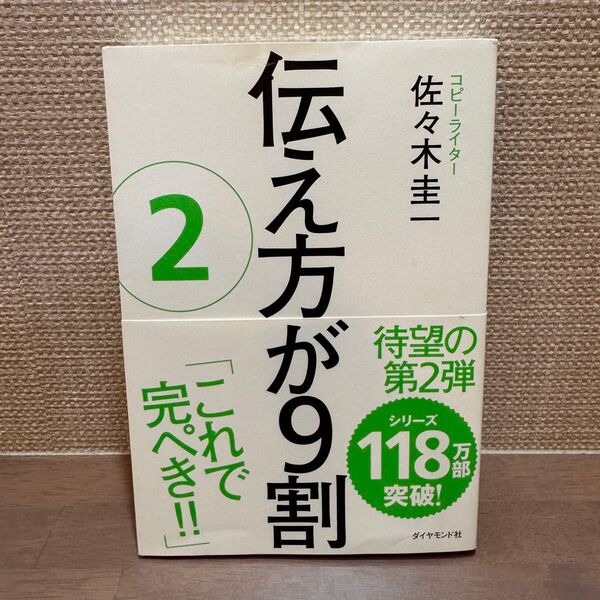 コピーライター
佐々木圭一
伝え方が9割
2
待望の
第2弾
シリーズ
118万部
突破!
「これで
完ぺき!!」
ダイヤモンド社